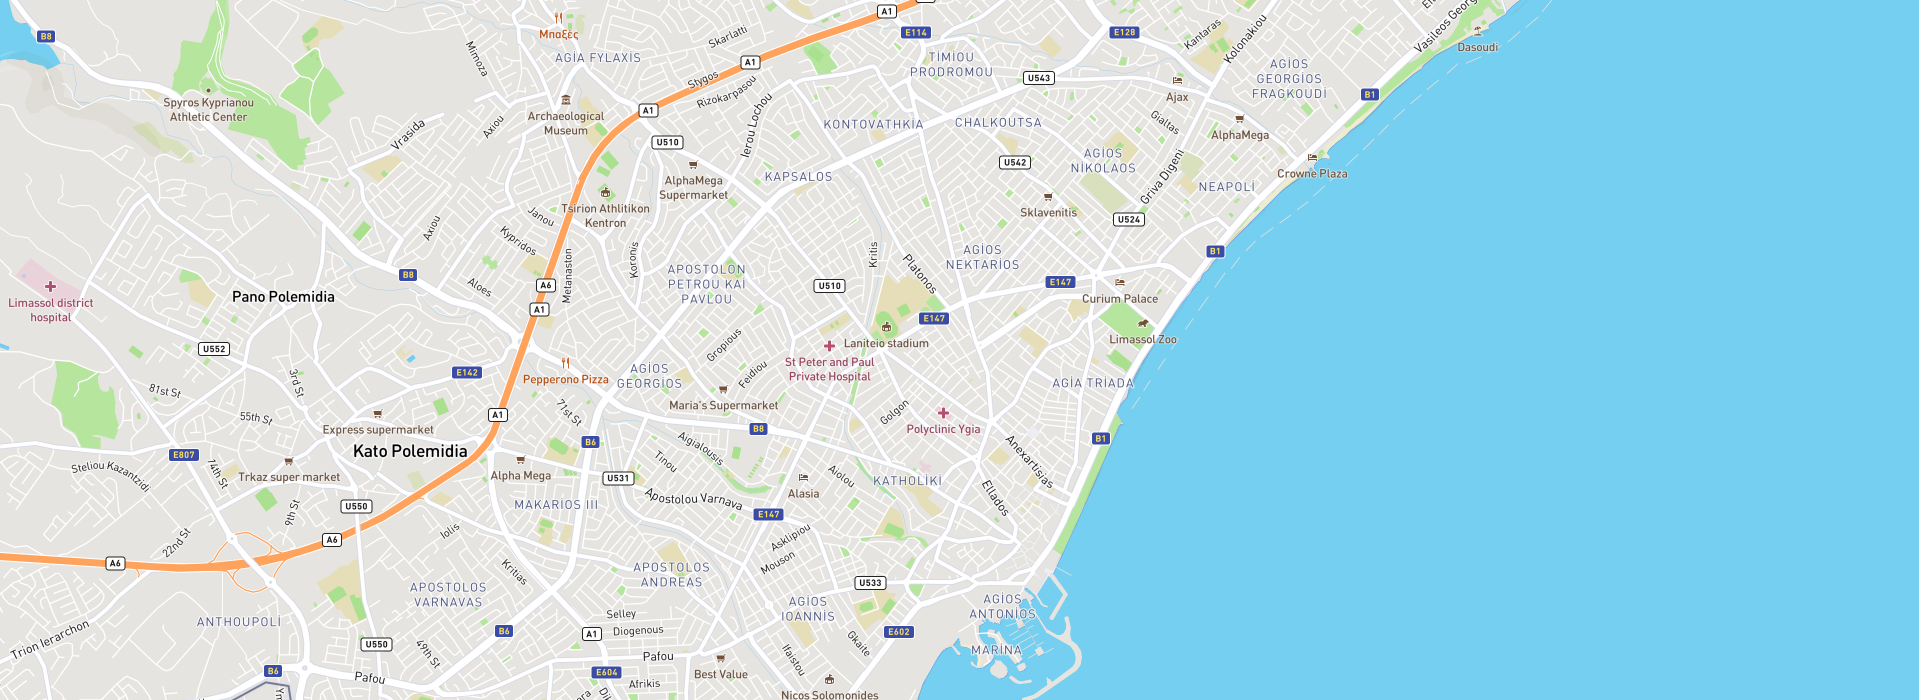 A1
B8
Μπαξες
Skarlatti
E114
E128
Kantaras
Kolonakiou
Vasileos Georg
Dasoudi
Mimoza
AGIA FYLAXIS
A1
TIMIOU
PRODROMOU
U543
AGIOS
GEORGIOS
FRAGKOUDI
Stygos
Rizokarpasou
Ajax
B1
Spyros Kyprianou
Athletic Center
Archaeological
Museum
A1
Ierou Lochou
KONTOVATHKIA
CHALKOUTSA
Gialtas
AlphaMega
Vrasida
Axiou
U510
AlphaMega
Supermarket
KAPSALOS
U542
AGIOS
NIKOLAOS
Griva Digeni
NEAPOLI
Crowne Plaza
Tsirion Athlitikon
Kentron
Janou
Axiou
Kypridos
Sklavenitis
U524
Koronis
Kritis
Platonos
AGIOS
NEKTARIOS
B1
Metanaston
B8
Aloes
A6
A1
APOSTOLON
PETROU KAI
PAVLOU
U510
E147
Curium Palace
Limassol district
hospital
Pano Polemidia
E147
Laniteio stadium
Limassol Zoo
U552
Gropious
Feidiou
St Peter and Paul
Private Hospital
81st St
3rd St
E142
Pepperono Pizza
AGIOS
GEORGIOS
AGIA TRIADA
Maria's Supermarket
55th St
71st St
A1
Golgon
Polyclinic Ygia
Express supermarket
Kato Polemidia
B6
B8
Aigialousis
Anexartisias
B1
E807
Steliou Kazantzidi
74th St
Trkaz super market
Alpha Mega
Tinou
U531
Aiolou
Alasia
KATHOLIKI
Ellados
9th St
U550
MAKARIOS III
Apostolou Varnava
E147
22nd St
A6
Iolis
Asklipiou
Mouson
A6
Kritias
APOSTOLOS
ANDREAS
U533
APOSTOLOS
VARNAVAS
AGIOS
IOANNIS
AGIOS
ANTONIOS
ANTHOUPOLI
Selley
Diogenous
B6
A1
Gkaite
E602
Trion Ierarchon
U550
49th St
Pafou
Ifaistou
MARINA
B6
Pafou
E604
Afrikis
Best Value
Nicos Solomonides